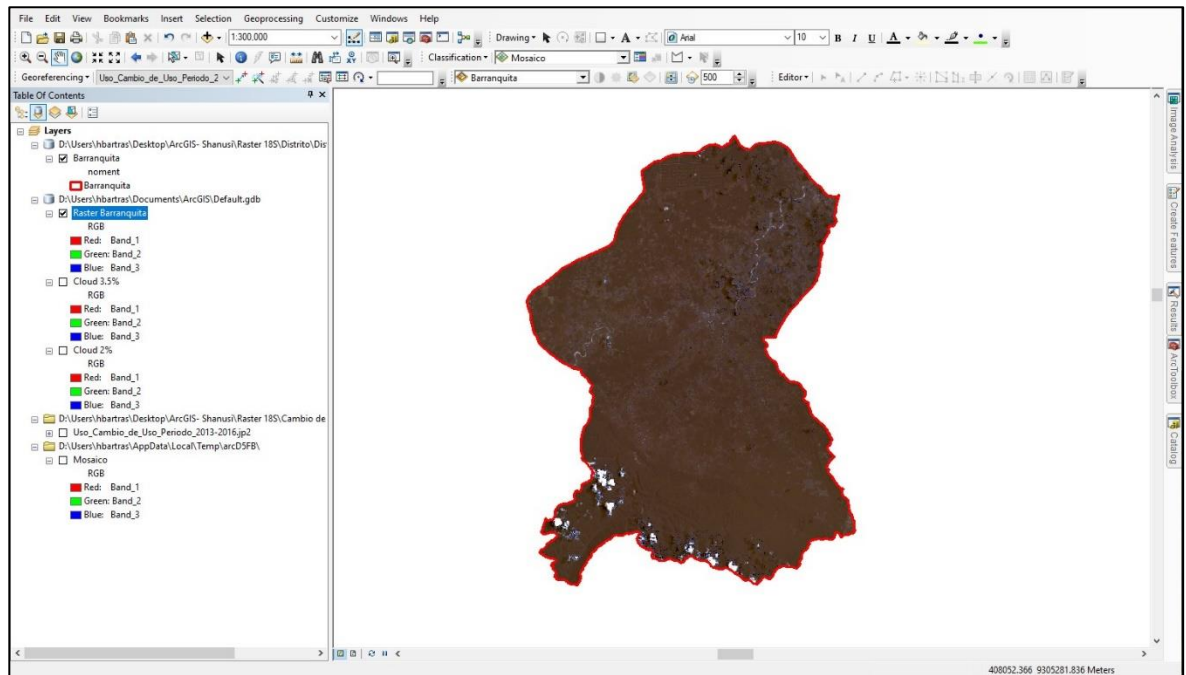 File Edit View Bookmarks Insert Selection Geoprocessing Customize Windows Help
1:300,000 Drawing A Arial 10 B I U A
Classification Mosaico
Georeferencing Uso_Cambio_de_Uso_Periodo_2 Barranquita 500 Editor
Table Of Contents
Layers
D:\Users\hbartras\Desktop\ArcGIS- Shanusi\Raster 18S\Distrito\Dis
Barranquita
noment
Barranquita
D:\Users\hbartras\Documents\ArcGIS\Default.gdb
Raster Barranquita
RGB
Red: Band_1
Green: Band_2
Blue: Band_3
Cloud 3.5%
RGB
Red: Band_1
Green: Band_2
Blue: Band_3
Cloud 2%
RGB
Red: Band_1
Green: Band_2
Blue: Band_3
D:\Users\hbartras\Desktop\ArcGIS- Shanusi\Raster 18S\Cambio de
Uso_Cambio_de_Uso_Periodo_2013-2016.jp2
D:\Users\hbartras\AppData\Local\Temp\arcD5FB\
Mosaico
RGB
Red: Band_1
Green: Band_2
Blue: Band_3
Image Analysis
Create Features
Results
ArcToolbox
Catalog
408052.366 9305281.836 Meters